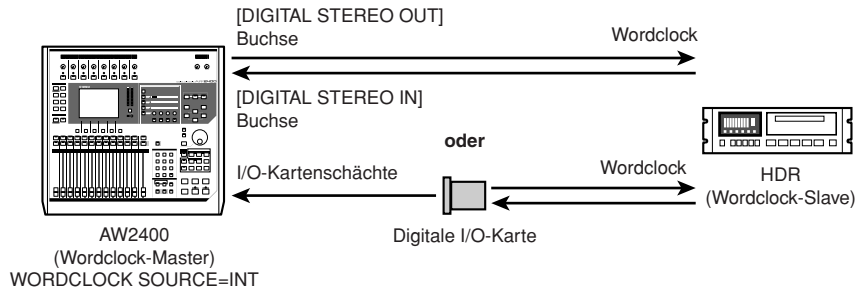 [DIGITAL STEREO OUT]
Buchse
Wordclock
[DIGITAL STEREO IN]
Buchse
oder
I/O-Kartenschächte
Wordclock
HDR
(Wordclock-Slave)
Digitale I/O-Karte
AW2400
(Wordclock-Master)
WORDCLOCK SOURCE=INT